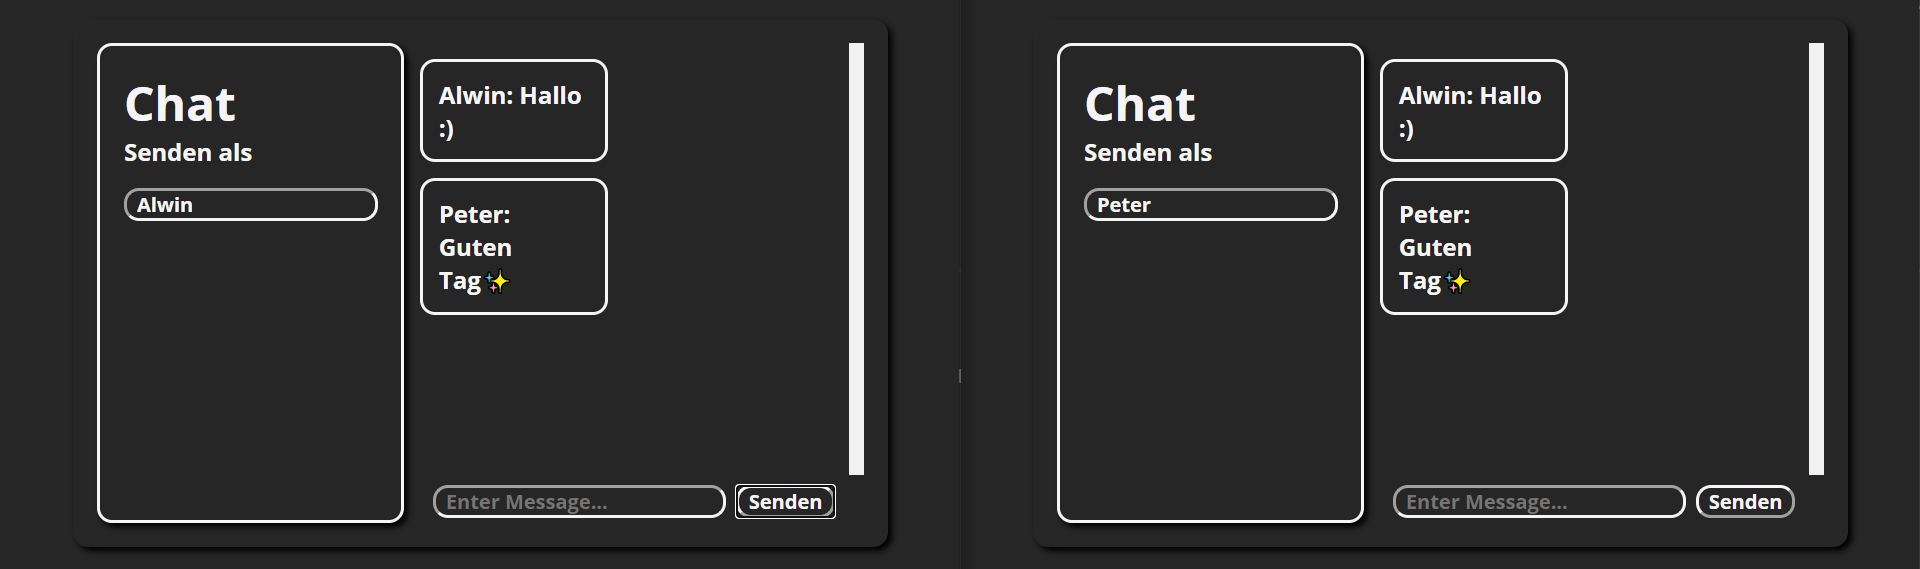 Chat
Senden als
Alwin
Alwin: Hallo
:)
Peter:
Guten
Tag✨
Enter Message...
Senden
Chat
Senden als
Peter
Alwin: Hallo
:)
Peter:
Guten
Tag✨
Enter Message...
Senden